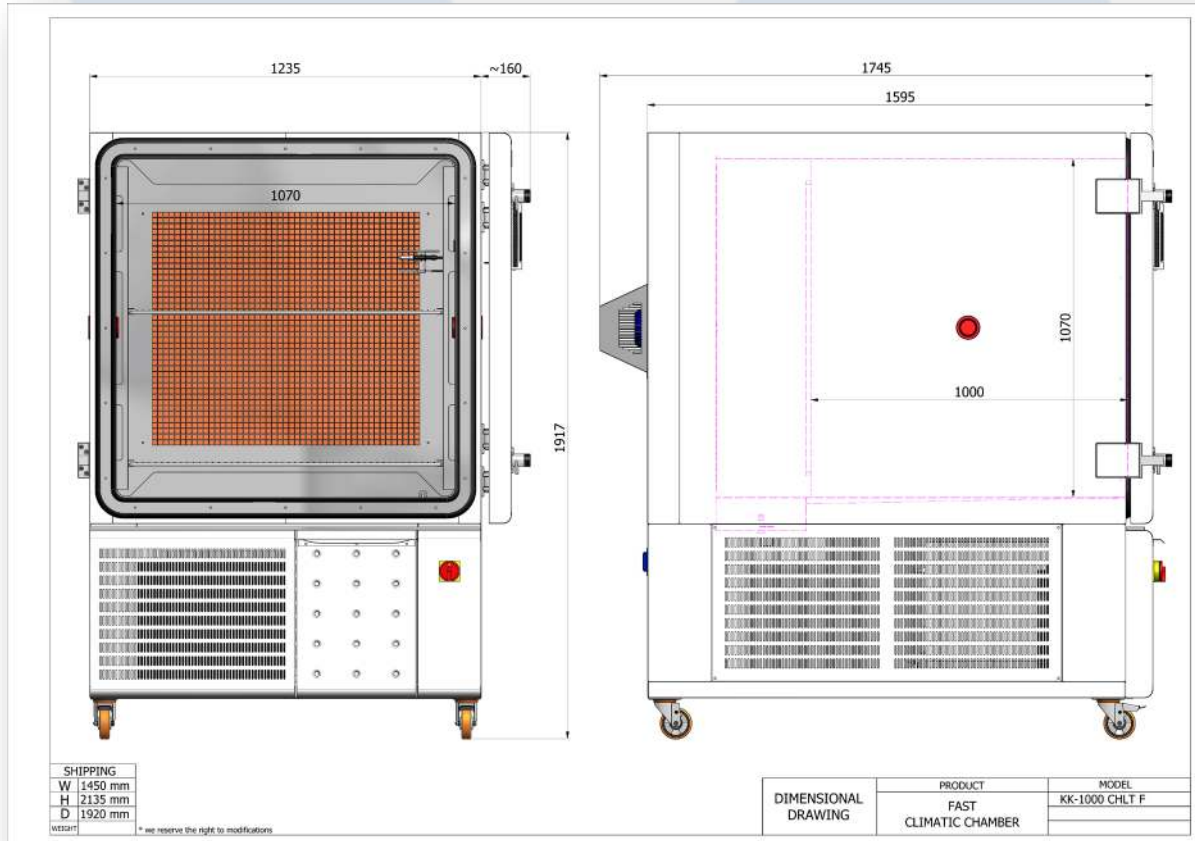 1235
~160
1745
1595
1070
1917
1070
1000
SHIPPING
W 1450 mm
H 2135 mm
D 1920 mm
WEIGHT
* we reserve the right to modifications
DIMENSIONAL
DRAWING
PRODUCT
FAST
CLIMATIC CHAMBER
MODEL
KK-1000 CHLT F